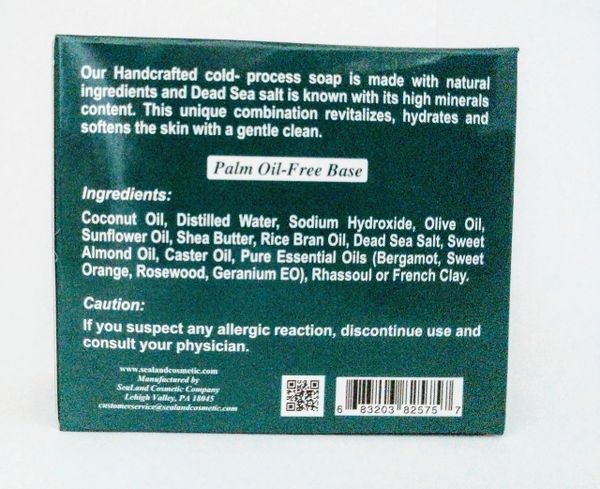 Our Handcrafted cold- process soap is made with natural
ingredients and Dead Sea salt is known with its high minerals
content. This unique combination revitalizes, hydrates and
softens the skin with a gentle clean.
Palm Oil-Free Base
Ingredients:
Coconut Oil, Distilled Water, Sodium Hydroxide, Olive Oil,
Sunflower Oil, Shea Butter, Rice Bran Oil, Dead Sea Salt, Sweet
Almond Oil, Caster Oil, Pure Essential Oils (Bergamot, Sweet
Orange, Rosewood, Geranium EO), Rhassoul or French Clay.
Caution:
If you suspect any allergic reaction, discontinue use and
consult your physician.
www.sealandcosmetic.com
Manufactured by
SeaLand Cosmetic Company
Lehigh Valley, PA 18045
customerservice@sealandcosmetic.com
6 83203 82575 7